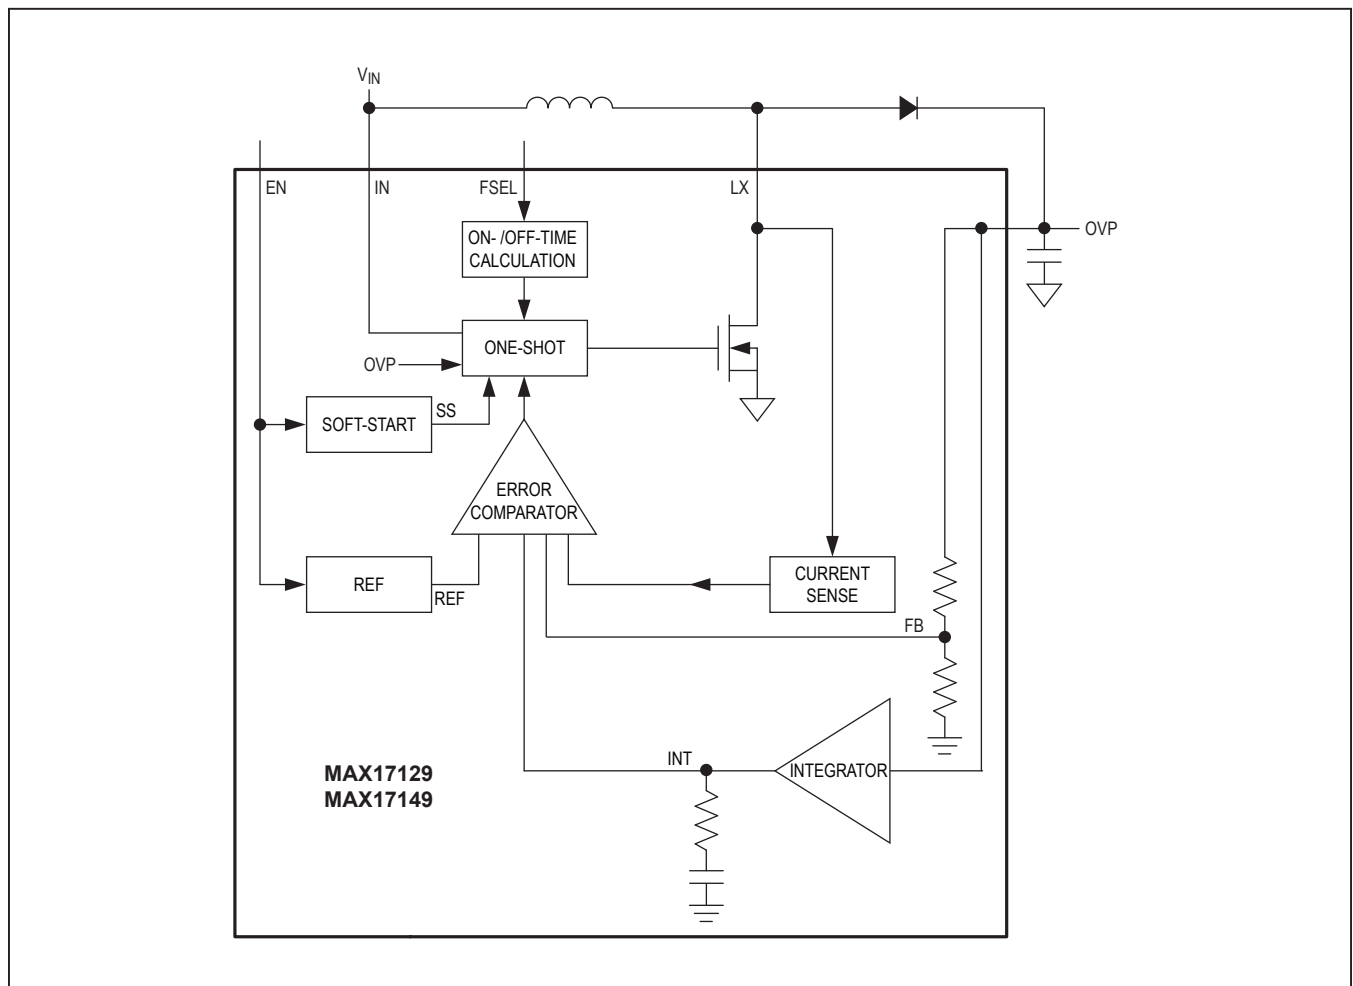 VIN
EN
IN
FSEL
LX
ON- /OFF-TIME
CALCULATION
OVP
ONE-SHOT
OVP
SS
SOFT-START
ERROR
COMPARATOR
REF
REF
CURRENT
SENSE
FB
INT
INTEGRATOR
MAX17129
MAX17149